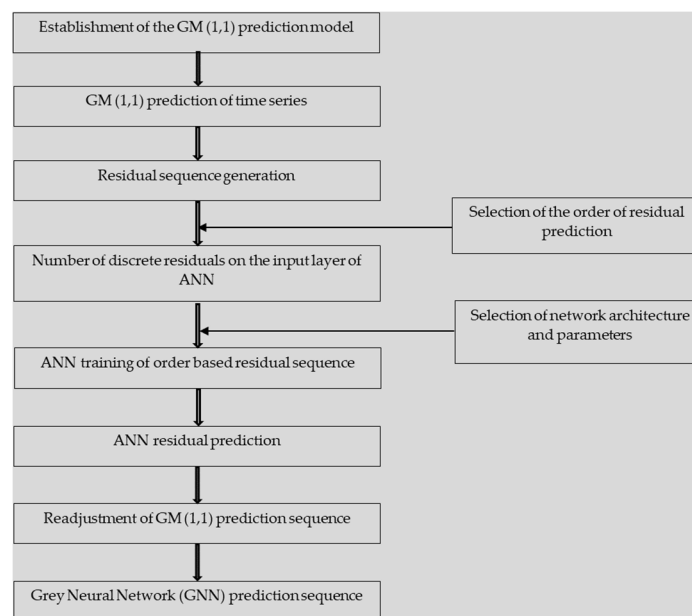 Establishment of the GM (1,1) prediction model
GM (1,1) prediction of time series
Residual sequence generation
Selection of the order of residual
prediction
Number of discrete residuals on the input layer of
ANN
Selection of network architecture
and parameters
ANN training of order based residual sequence
ANN residual prediction
Readjustment of GM (1,1) prediction sequence
Grey Neural Network (GNN) prediction sequence